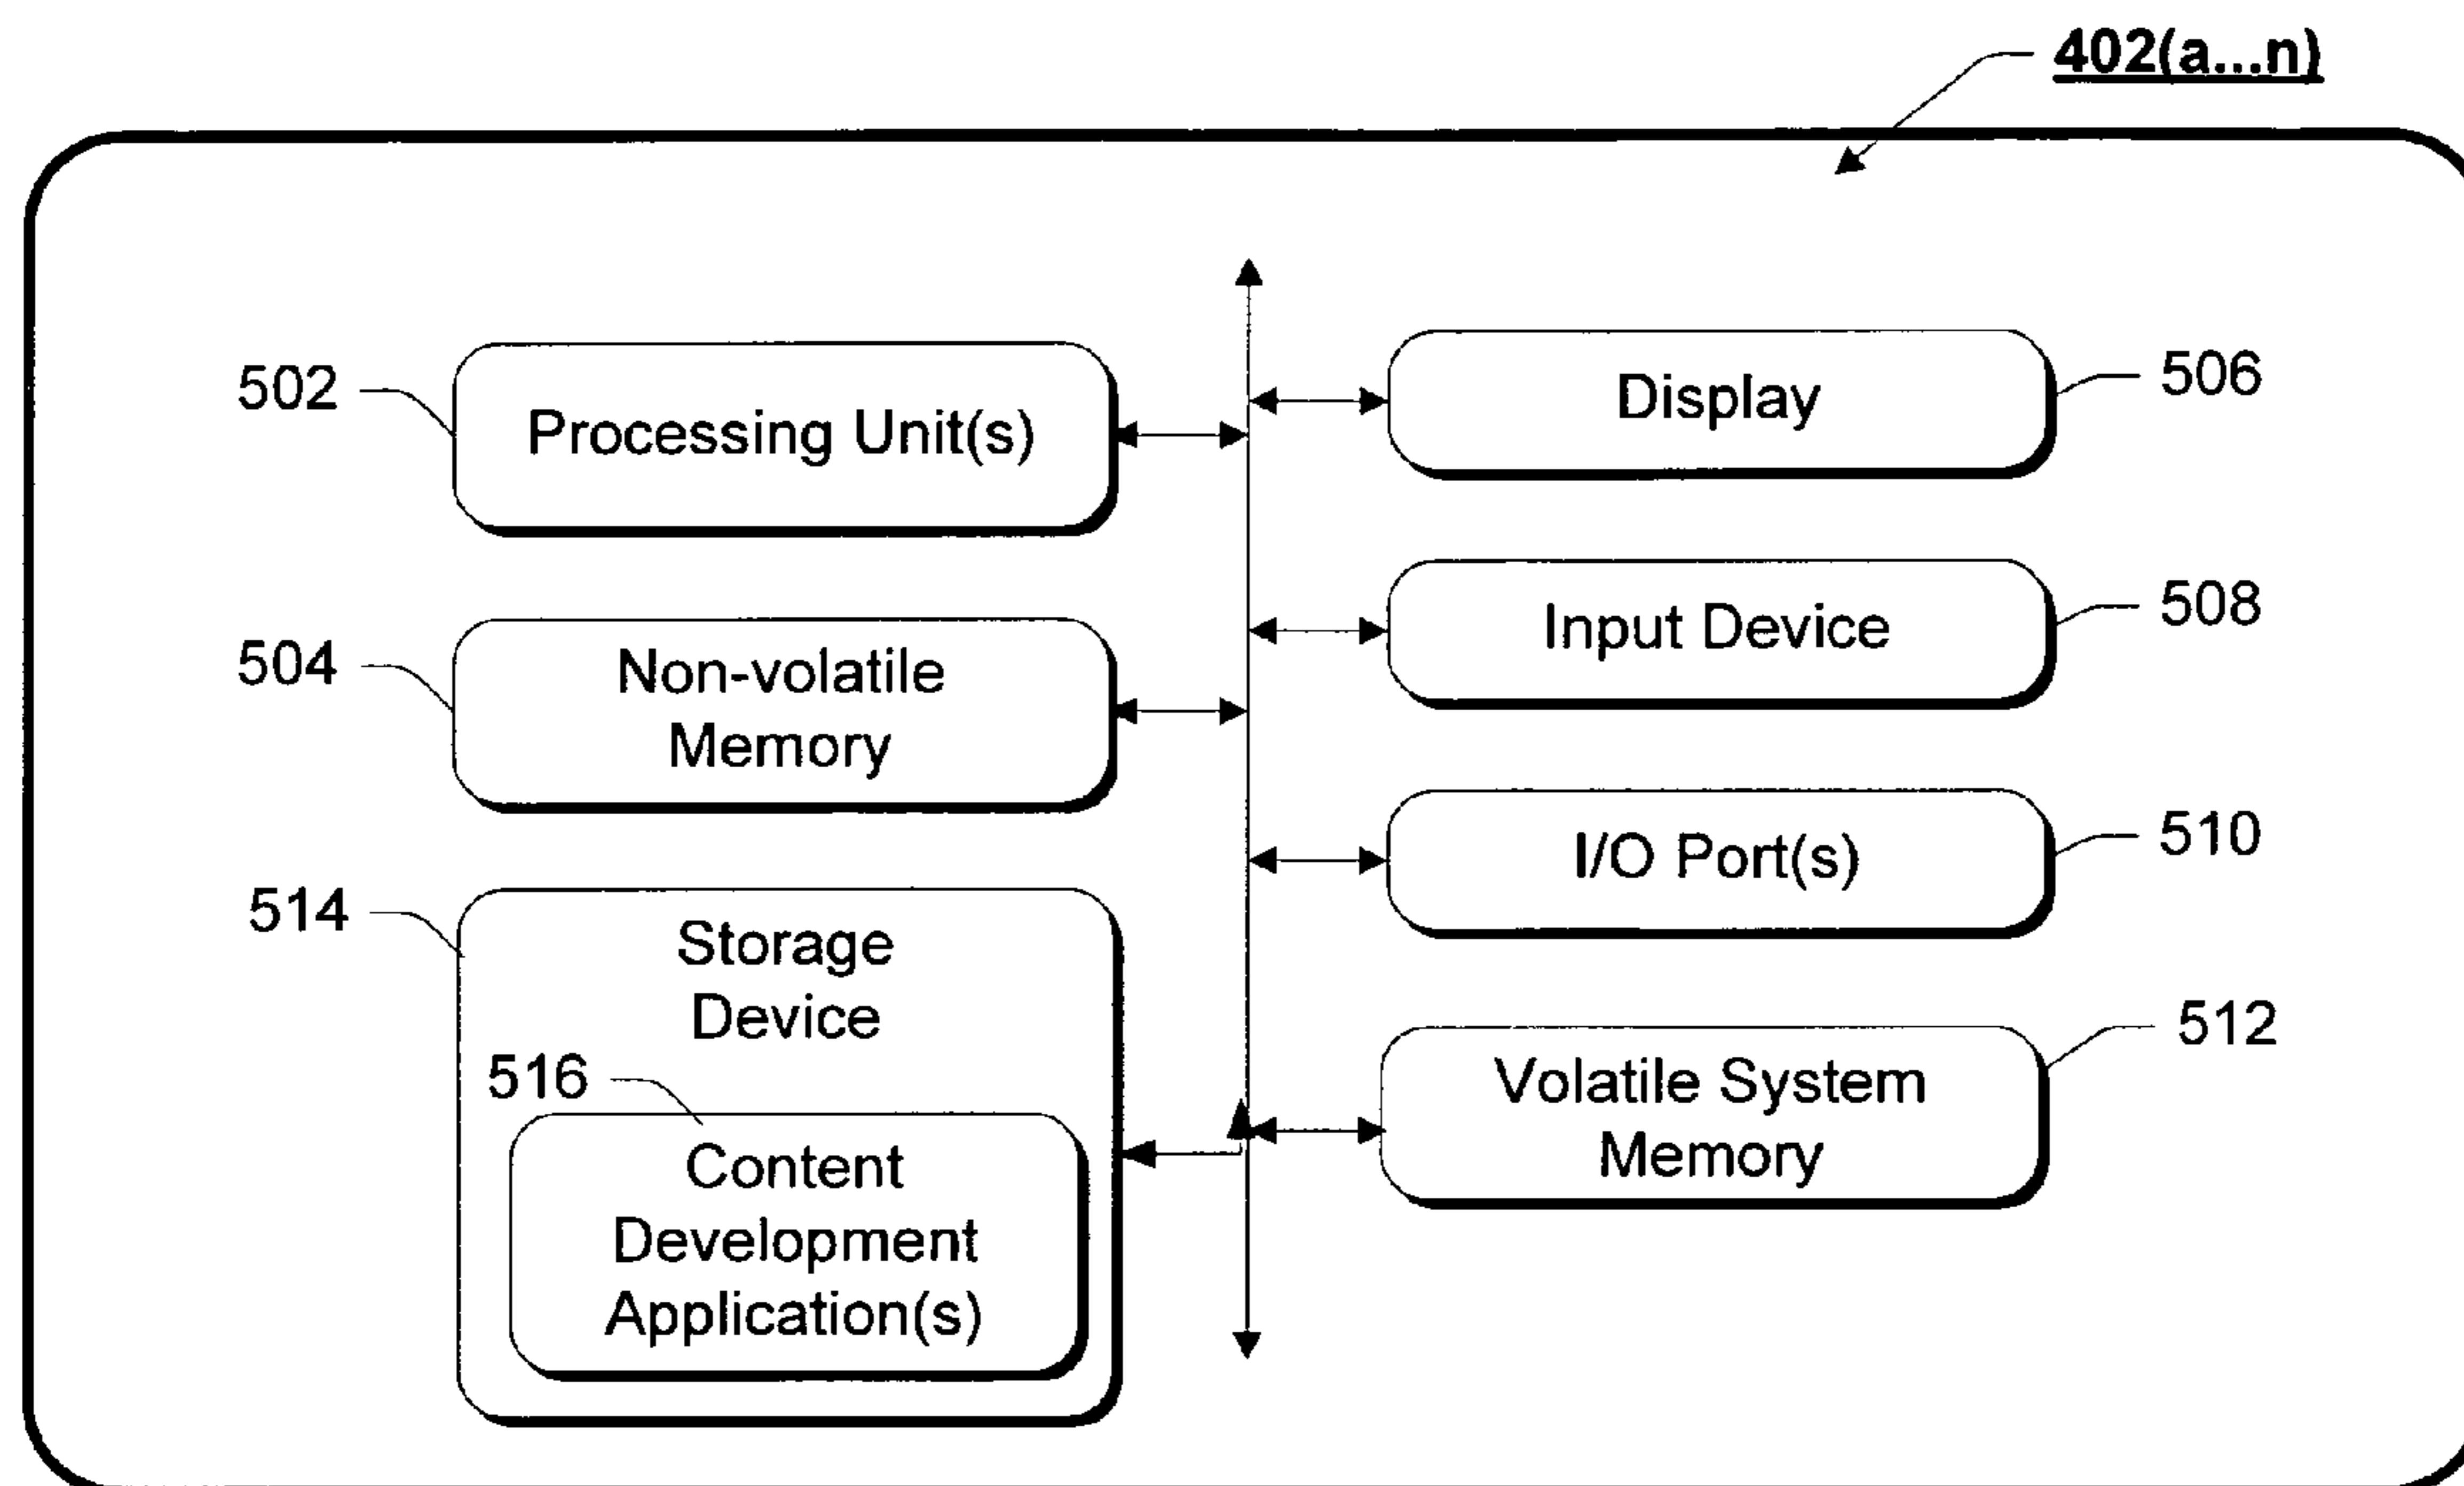 402(a...n)
502
Processing Unit(s)
504
Non-volatile
Memory
514
Storage
Device
516
Content
Development
Application(s)
Display
506
Input Device
508
I/O Port(s)
510
Volatile System
Memory
512